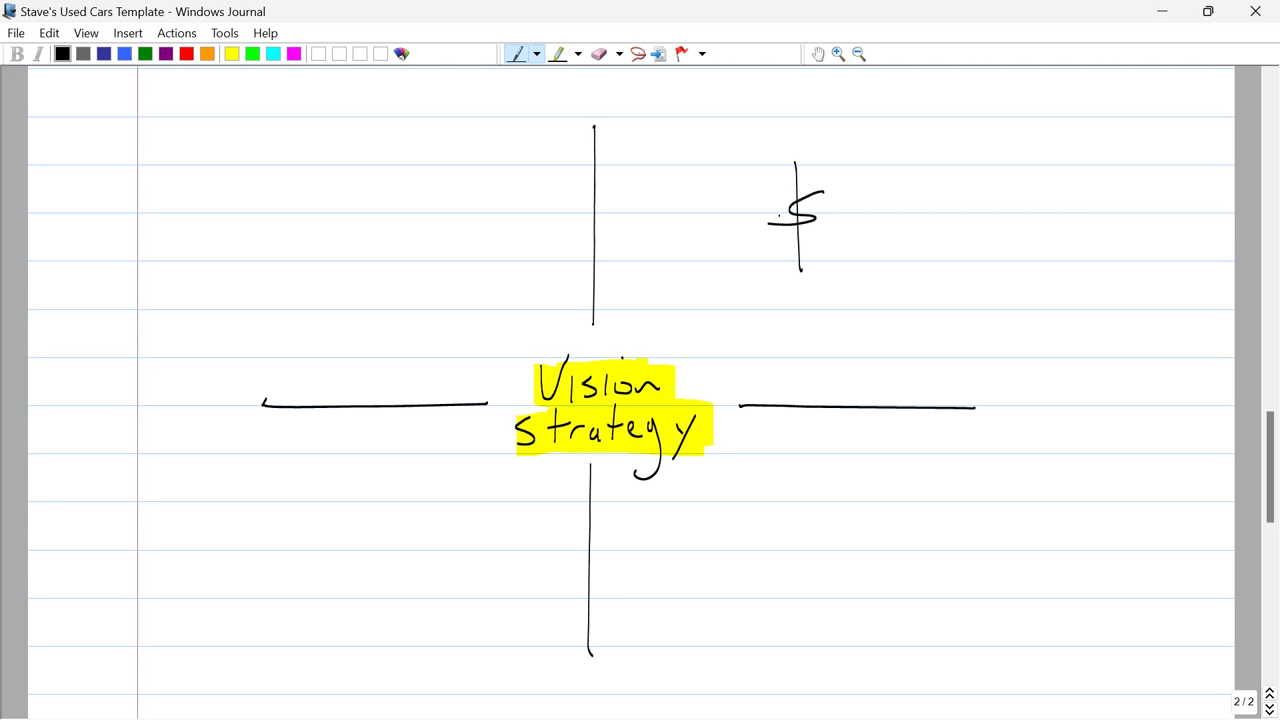 Stave's Used Cars Template - Windows Journal
File Edit View Insert Actions Tools Help
B I
$
Vision
strategy
2 / 2